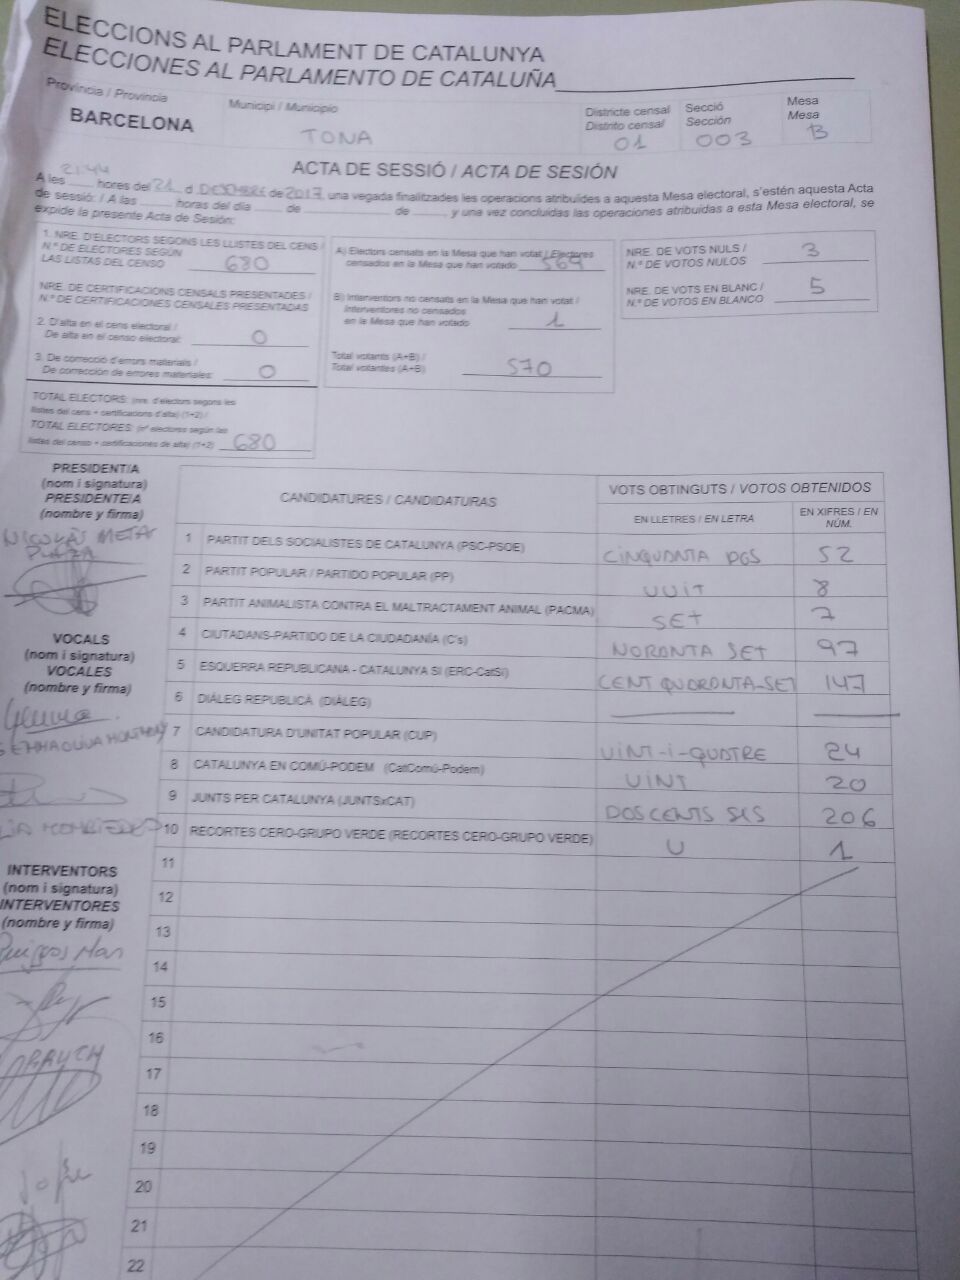 ELECCIONS AL PARLAMENT DE CATALUNYA
ELECCIONES AL PARLAMENTO DE CATALUÑA
Província / Provincia
Municipi / Municipio
Districte censal
Distrito censal
Secció
Sección
Mesa
Mesa
BARCELONA
TONA
01
003
B
ACTA DE SESSIÓ / ACTA DE SESIÓN
21:44
A les hores del 21 d DESEMBRE de 2017, una vegada finalitzades les operacions atribuïdes a aquesta Mesa electoral, s'estén aquesta Acta
de sessió: / A las horas del día de de , y una vez concluidas las operaciones atribuidas a esta Mesa electoral, se
expide la presente Acta de Sesión:
1. NRE. D'ELECTORS SEGONS LES LLISTES DEL CENS /
N.º DE ELECTORES SEGÚN
LAS LISTAS DEL CENSO 680
NRE. DE CERTIFICACIONS CENSALS PRESENTADES /
N.º DE CERTIFICACIONES CENSALES PRESENTADAS
2. D'alta en el cens electoral /
De alta en el censo electoral: 0
3. De correcció d'errors materials /
De corrección de errores materiales: 0
TOTAL ELECTORS: (nre. d'electors segons les
llistes del cens + certificacions d'alta) (1+2) /
TOTAL ELECTORES: (nº electores según las
listas del censo + certificaciones de alta) (1+2) 680
A) Electors censats en la Mesa que han votat / Electores
censados en la Mesa que han votado 569
B) Interventors no censats en la Mesa que han votat /
Interventores no censados
en la Mesa que han votado 1
Total votants (A+B) /
Total votantes (A+B) 570
NRE. DE VOTS NULS /
N.º DE VOTOS NULOS 3
NRE. DE VOTS EN BLANC /
N.º DE VOTOS EN BLANCO 5
PRESIDENT/A
(nom i signatura)
PRESIDENTE/A
(nombre y firma)
NICOLÀS
PLAZA
VOCALS
(nom i signatura)
VOCALES
(nombre y firma)
INTERVENTORS
(nom i signatura)
INTERVENTORES
(nombre y firma)
CANDIDATURES / CANDIDATURAS
VOTS OBTINGUTS / VOTOS OBTENIDOS
EN LLETRES / EN LETRA
EN XIFRES / EN
NÚM.
1 PARTIT DELS SOCIALISTES DE CATALUNYA (PSC-PSOE) CINQUANTA DOS 52
2 PARTIT POPULAR / PARTIDO POPULAR (PP) VUIT 8
3 PARTIT ANIMALISTA CONTRA EL MALTRACTAMENT ANIMAL (PACMA) SET 7
4 CIUTADANS-PARTIDO DE LA CIUDADANÍA (C's) NORANTA SET 97
5 ESQUERRA REPUBLICANA - CATALUNYA SI (ERC-CatSí) CENT QUARANTA-SET 147
6 DIÀLEG REPUBLICÀ (DIÀLEG)
7 CANDIDATURA D'UNITAT POPULAR (CUP) VINT-I-QUATRE 24
8 CATALUNYA EN COMÚ-PODEM (CatComú-Podem) VINT 20
9 JUNTS PER CATALUNYA (JUNTSxCAT) DOSCENTS SIS 206
10 RECORTES CERO-GRUPO VERDE (RECORTES CERO-GRUPO VERDE) U 1
11
12
13
14
15
16
17
18
19
20
21
22